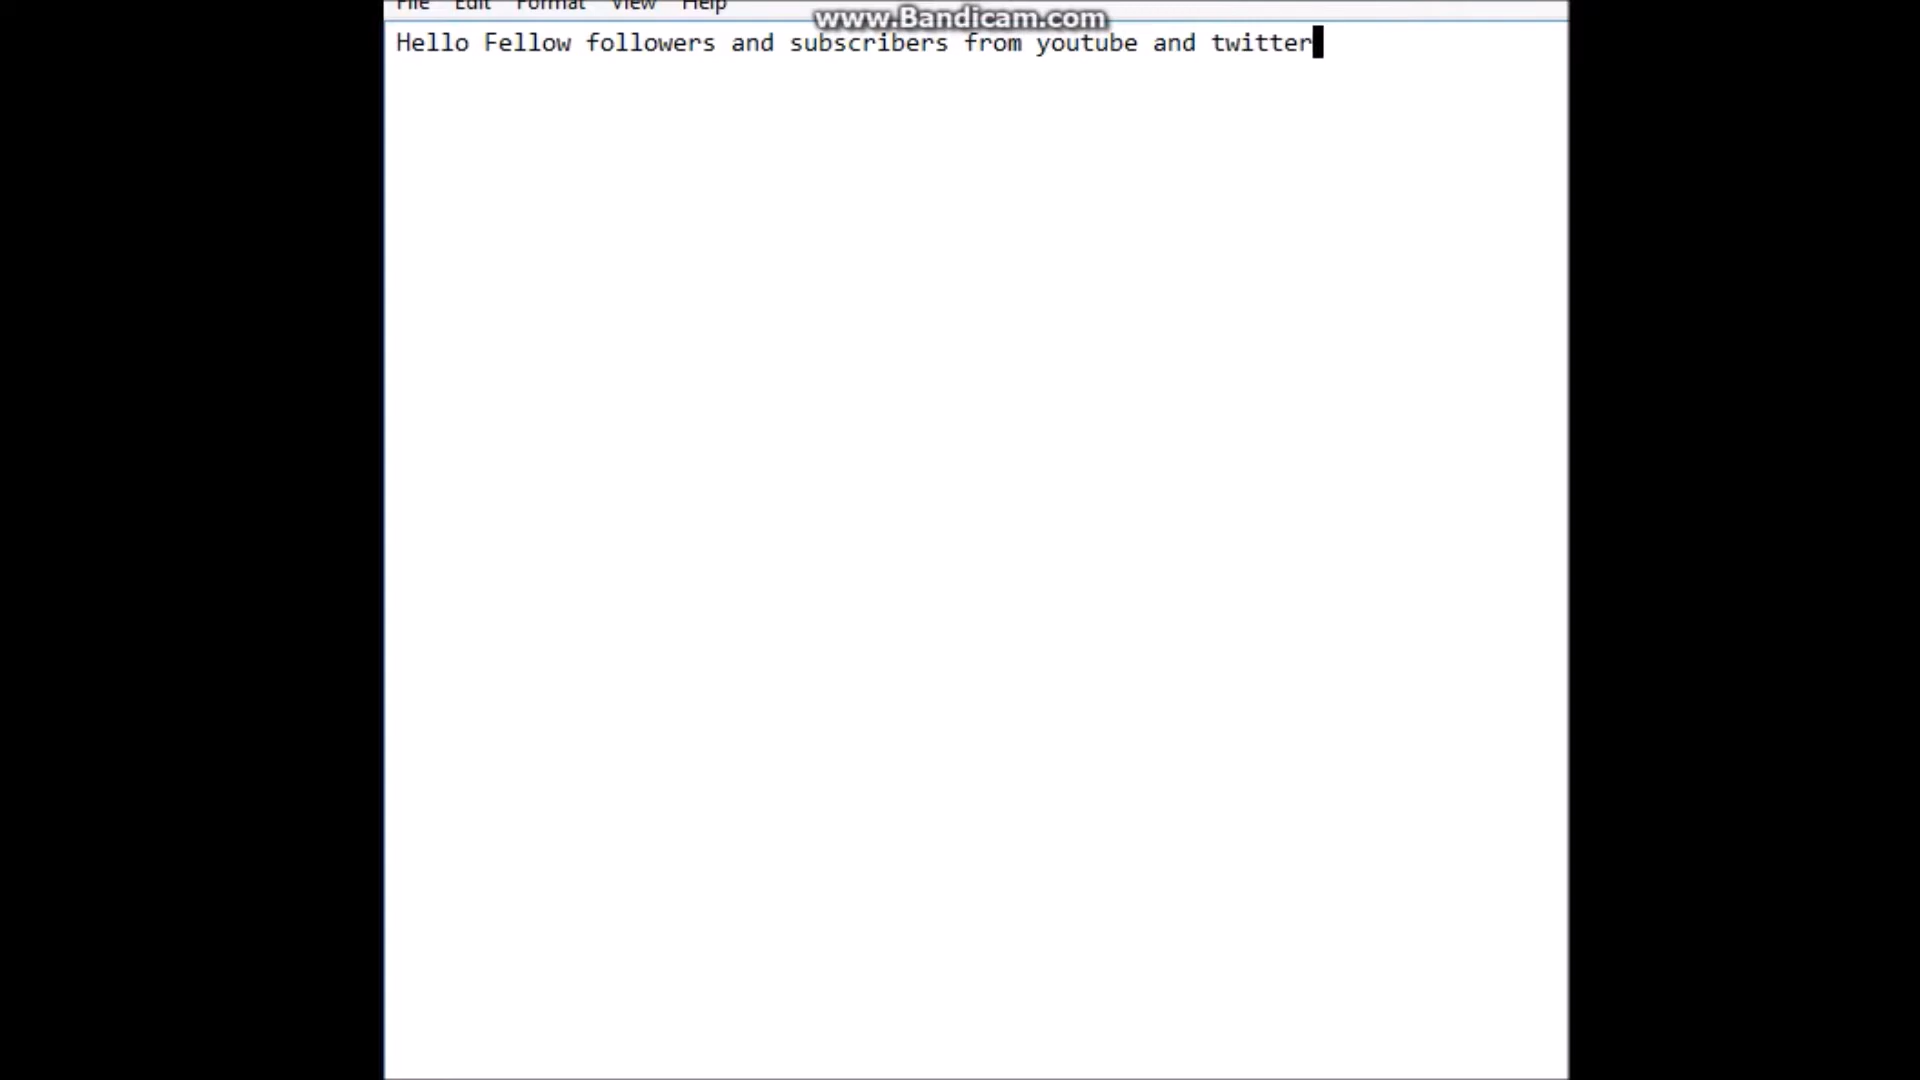 File Edit Format View Help
www.Bandicam.com
Hello Fellow followers and subscribers from youtube and twitter